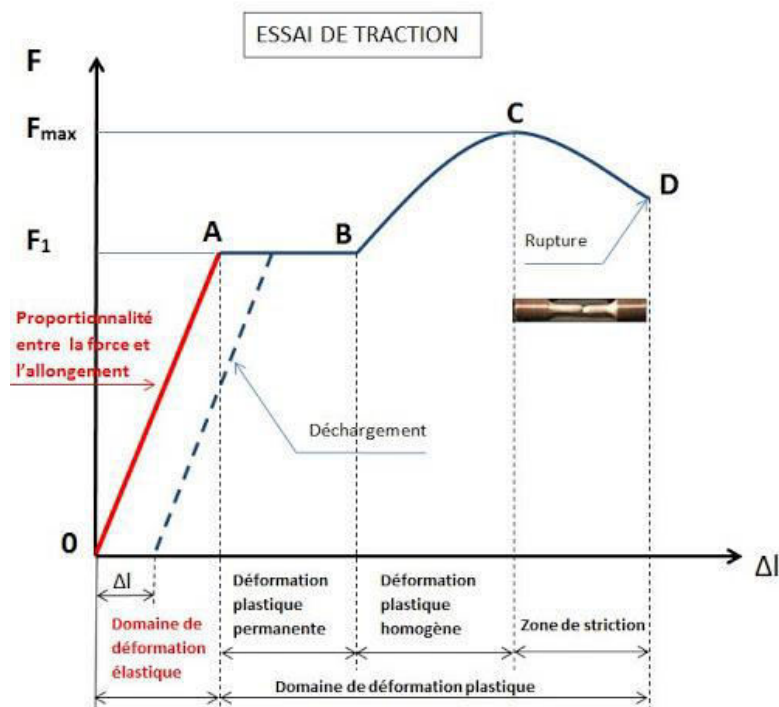 ESSAI DE TRACTION
F
Fmax
C
D
A
B
F1
Rupture
Proportionnalité
entre la force et
l'allongement
Déchargement
0
Δl
Δl
Déformation
plastique
permanente
Déformation
plastique
homogène
Zone de striction
Domaine de
déformation
élastique
Domaine de déformation plastique